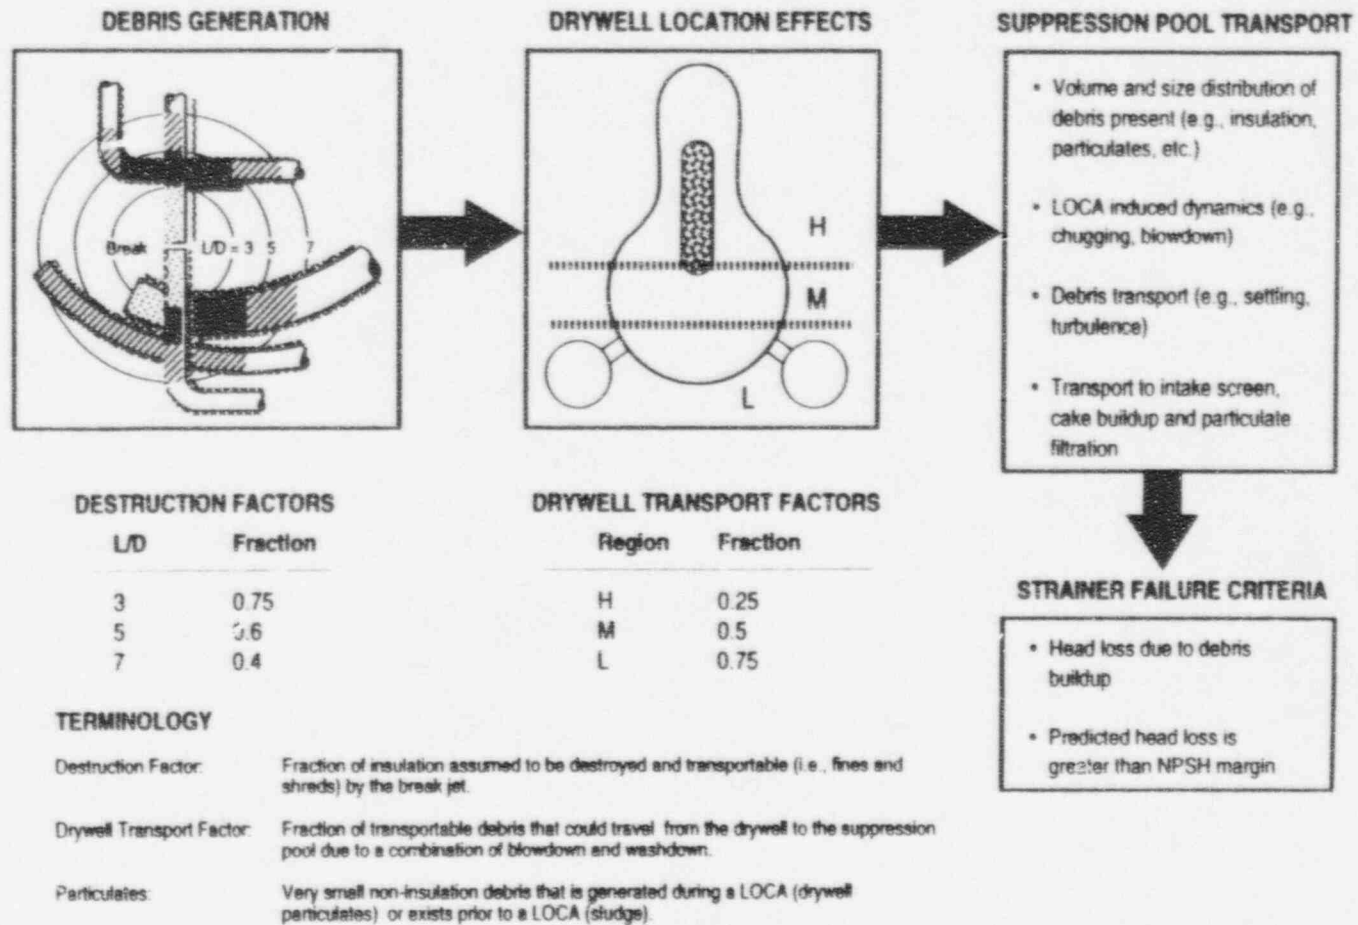 DEBRIS GENERATION
DRYWELL LOCATION EFFECTS
SUPPRESSION POOL TRANSPORT
Break
L/D = 3 5 7
H
M
L
• Volume and size distribution of
debris present (e.g., insulation,
particulates, etc.)
• LOCA induced dynamics (e.g.,
chugging, blowdown)
• Debris transport (e.g., settling,
turbulence)
• Transport to intake screen,
cake buildup and particulate
filtration
DESTRUCTION FACTORS
L/D Fraction
3 0.75
5 0.6
7 0.4
DRYWELL TRANSPORT FACTORS
Region Fraction
H 0.25
M 0.5
L 0.75
STRAINER FAILURE CRITERIA
• Head loss due to debris
buildup
• Predicted head loss is
greater than NPSH margin
TERMINOLOGY
Destruction Factor: Fraction of insulation assumed to be destroyed and transportable (i.e., fines and
shreds) by the break jet.
Drywell Transport Factor: Fraction of transportable debris that could travel from the drywell to the suppression
pool due to a combination of blowdown and washdown.
Particulates: Very small non-insulation debris that is generated during a LOCA (drywell
particulates) or exists prior to a LOCA (sludge).